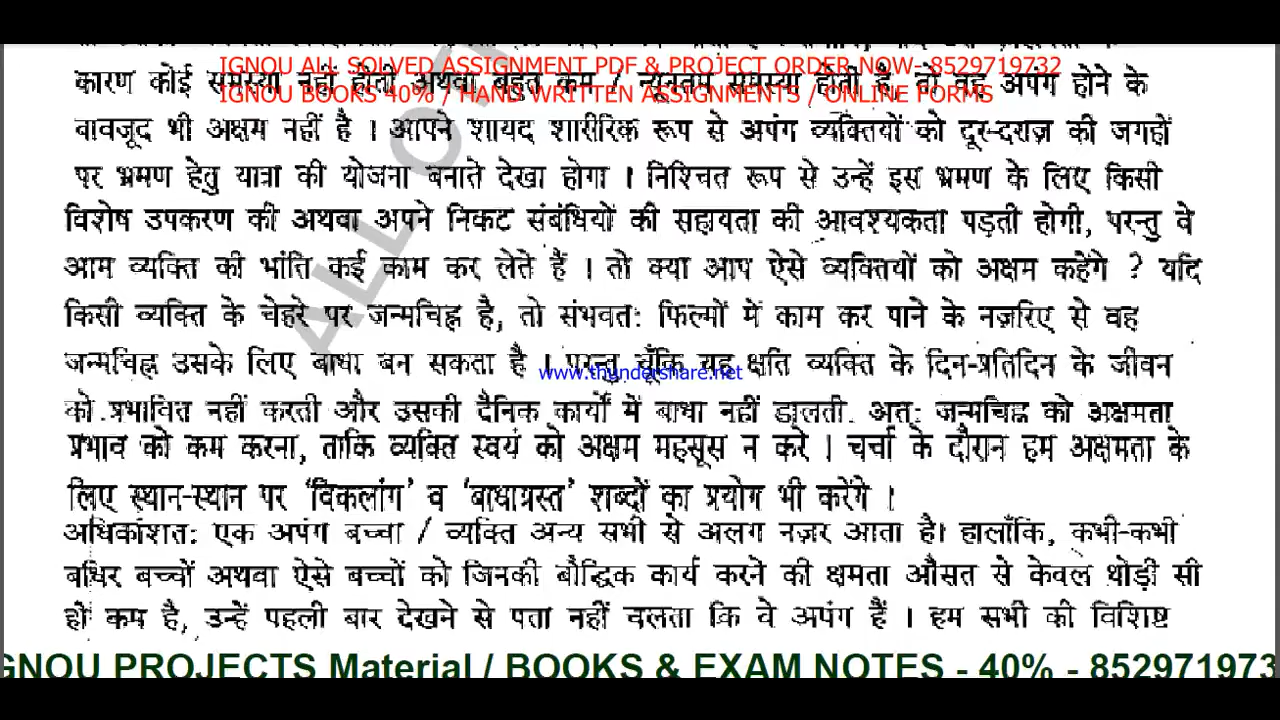 IGNOU ALL SOLVED ASSIGNMENT PDF & PROJECT ORDER NOW- 8529719732
कारण कोई समस्या नहीं होती अथवा बहुत कम / न्यूनतम समस्या होती है, तो वह अपंग होने के
IGNOU BOOKS 40% / HAND WRITTEN ASSIGNMENTS / ONLINE FORMS
वावजूद भी अक्षम नहीं है । आपने शायद शारीरिक रूप से अपंग व्यक्तियों को दूर-दराज़ की जगहों
पर भ्रमण हेतु यात्रा की योजना बनाते देखा होगा । निश्चित रूप से उन्हें इस भ्रमण के लिए किसी
विशेष उपकरण की अथवा अपने निकट संबंधियों की सहायता की आवश्यकता पड़ती होगी, परन्तु वे
आम व्यक्ति की भांति कई काम कर लेते हैं । तो क्या आप ऐसे व्यक्तियों को अक्षम कहेंगे ? यदि
किसी व्यक्ति के चेहरे पर जन्मचिह्न है, तो संभवत: फिल्मों में काम कर पाने के नज़रिए से वह
जन्मचिह्न उसके लिए बाधा बन सकता है । परन्तु चूँकि यह क्षति व्यक्ति के दिन-प्रतिदिन के जीवन
www.thundershare.net
को प्रभावित नहीं करती और उसकी दैनिक कार्यों में बाधा नहीं डालती, अत: जन्मचिह्न को अक्षमता
प्रभाव को कम करना, ताकि व्यक्ति स्वयं को अक्षम महसूस न करे । चर्चा के दौरान हम अक्षमता के
लिए स्थान-स्थान पर ‘विकलांग’ व ‘बाधाग्रस्त’ शब्दों का प्रयोग भी करेंगे ।
अधिकांशत: एक अपंग बच्चा / व्यक्ति अन्य सभी से अलग नज़र आता है। हालाँकि, कभी-कभी
बधिर बच्चों अथवा ऐसे बच्चों को जिनकी बौद्धिक कार्य करने की क्षमता औसत से केवल थोड़ी सी
ही कम है, उन्हें पहली बार देखने से पता नहीं चलता कि वे अपंग हैं । हम सभी की विशिष्ट
GNOU PROJECTS Material / BOOKS & EXAM NOTES - 40% - 852971973